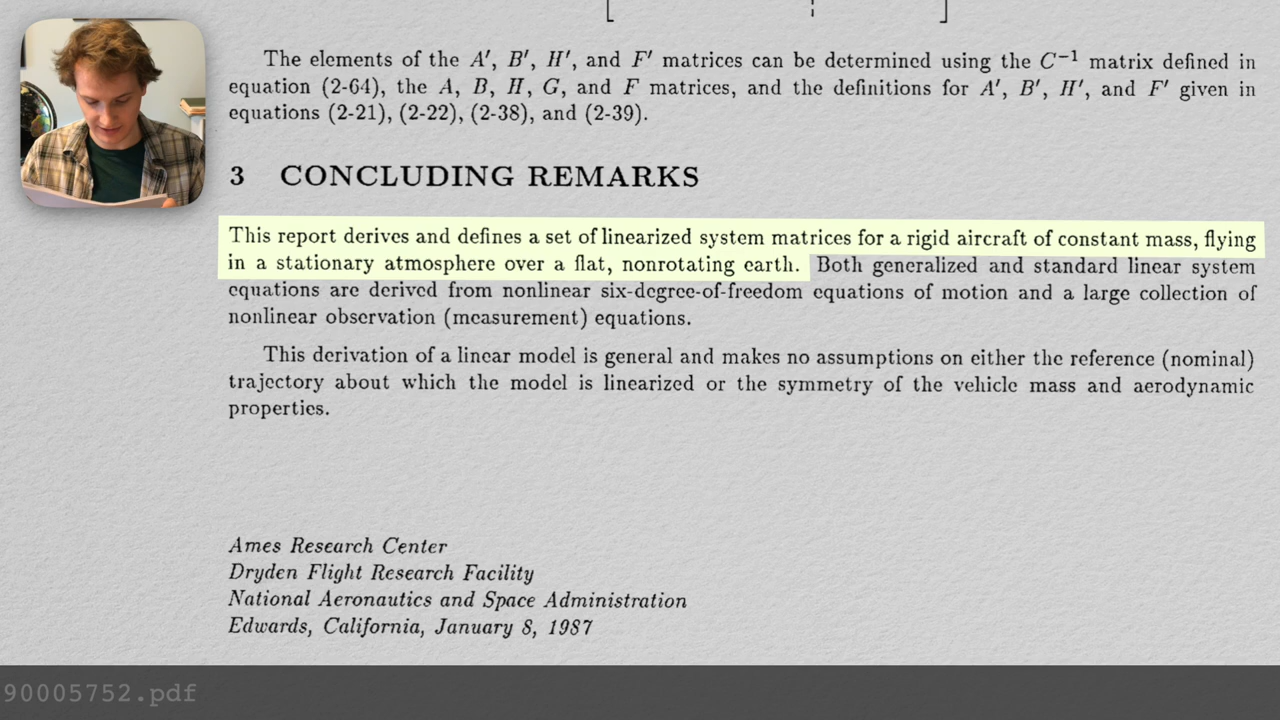 The elements of the A′, B′, H′, and F′ matrices can be determined using the C⁻¹ matrix defined in
equation (2-64), the A, B, H, G, and F matrices, and the definitions for A′, B′, H′, and F′ given in
equations (2-21), (2-22), (2-38), and (2-39).
3 CONCLUDING REMARKS
This report derives and defines a set of linearized system matrices for a rigid aircraft of constant mass, flying
in a stationary atmosphere over a flat, nonrotating earth. Both generalized and standard linear system
equations are derived from nonlinear six-degree-of-freedom equations of motion and a large collection of
nonlinear observation (measurement) equations.
This derivation of a linear model is general and makes no assumptions on either the reference (nominal)
trajectory about which the model is linearized or the symmetry of the vehicle mass and aerodynamic
properties.
Ames Research Center
Dryden Flight Research Facility
National Aeronautics and Space Administration
Edwards, California, January 8, 1987
90005752.pdf